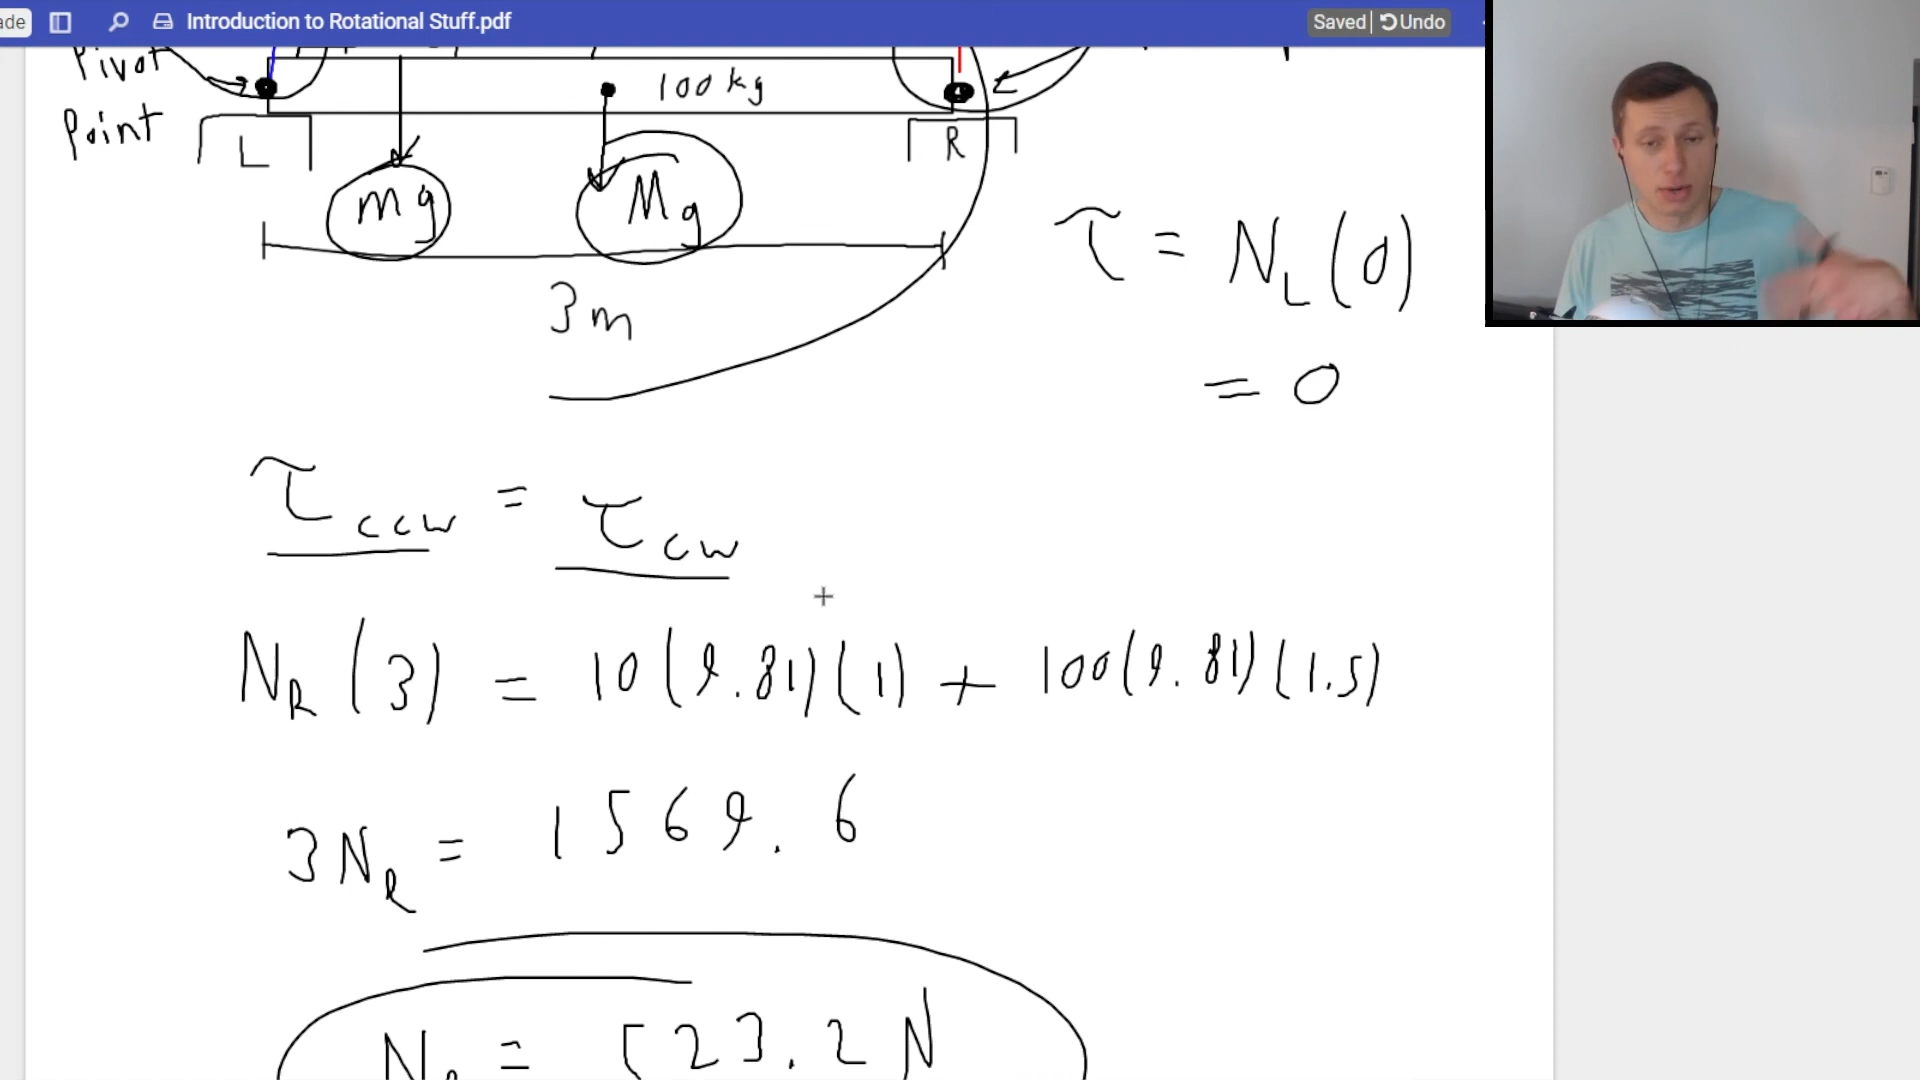 ade Introduction to Rotational Stuff.pdf Saved Undo
Pivot
Point
100 kg
L
R
mg
Mg
3m
τ = N_L (0)
= 0
τ_ccw = τ_cw
N_R (3) = 10(9.81)(1) + 100(9.81)(1.5)
3N_R = 1569.6
N_R = 523.2 N